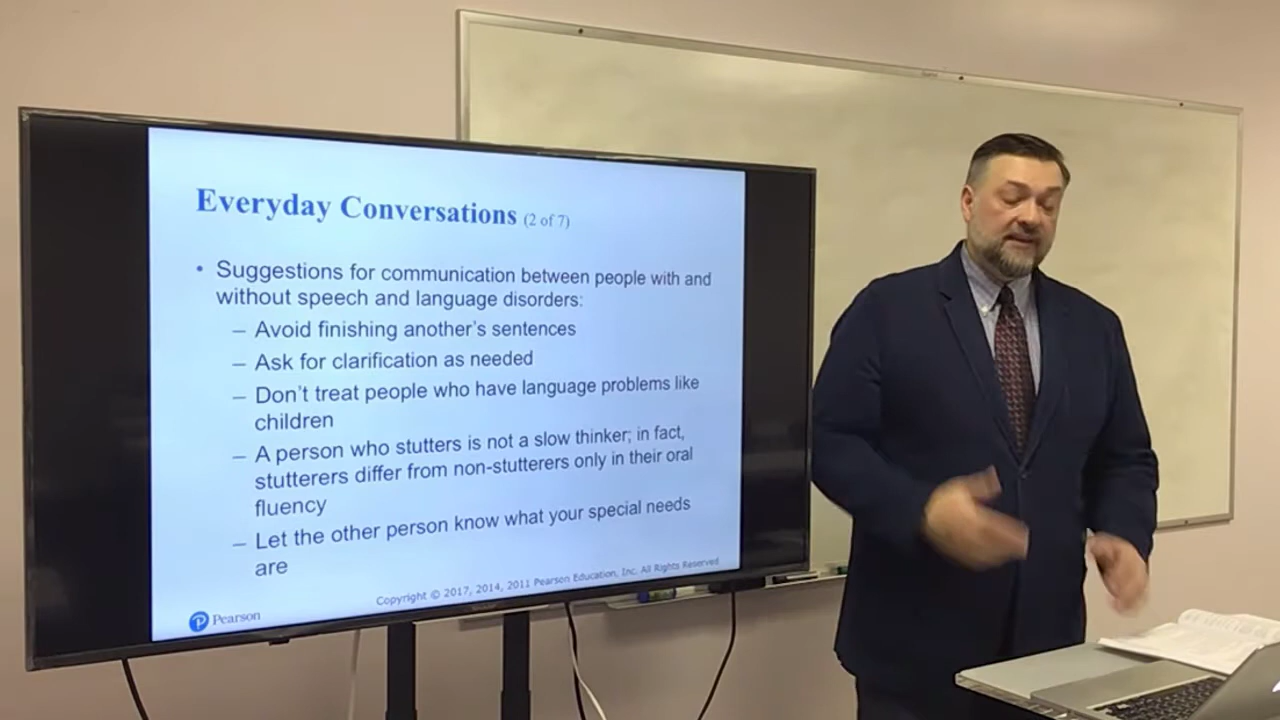 Everyday Conversations (2 of 7)
• Suggestions for communication between people with and
without speech and language disorders:
– Avoid finishing another's sentences
– Ask for clarification as needed
– Don't treat people who have language problems like
children
– A person who stutters is not a slow thinker; in fact,
stutterers differ from non-stutterers only in their oral
fluency
– Let the other person know what your special needs
are
Copyright © 2017, 2014, 2011 Pearson Education, Inc. All Rights Reserved
Pearson